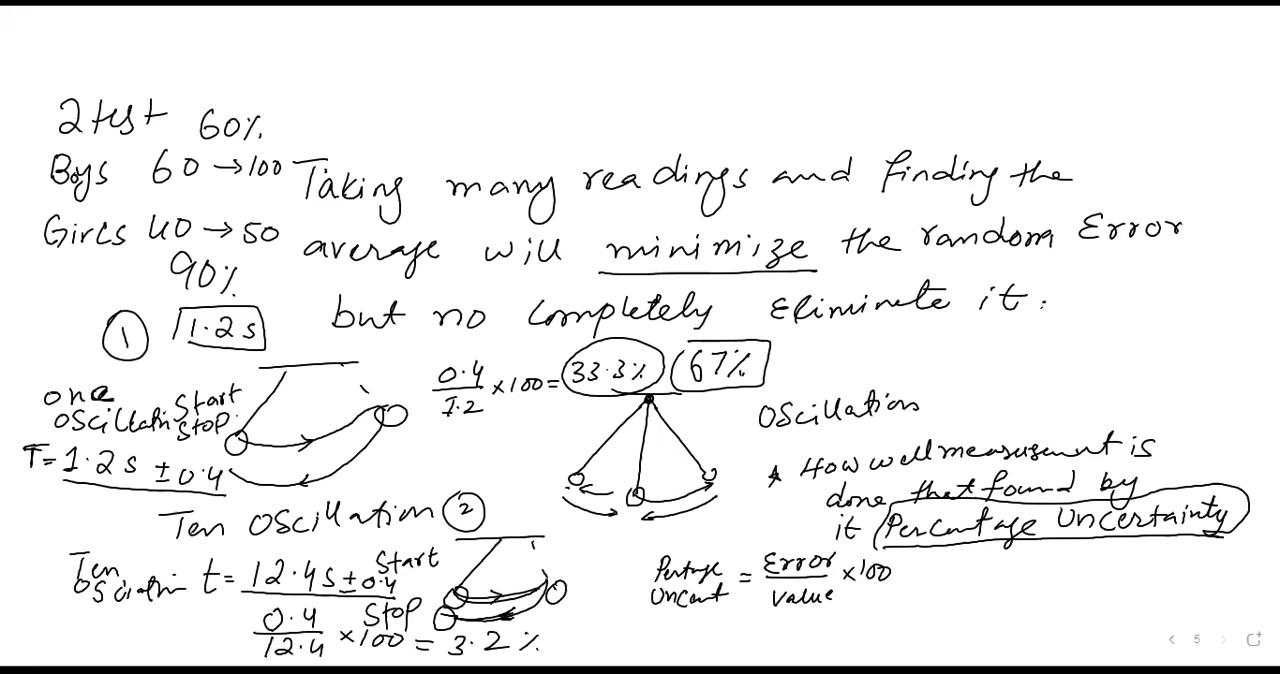 2 test 60%
Boys 60 → 100 Taking many readings and finding the
Girls 40 → 50 average will minimize the random Error
90%
but no completely Eliminate it.
1 1.2 s
0.4 / 1.2 × 100 = 33.3% 67%
one
oscillation Start
Stop
T = 1.2 s ± 0.4
Oscillation
* How well measurement is
done that found by
it Percentage Uncertainty
Ten Oscillation 2
Ten
Oscillation t = 12.4 s ± 0.4
Start
Stop
0.4 / 12.4 × 100 = 3.2 %
Uncert = Error / value × 100
5